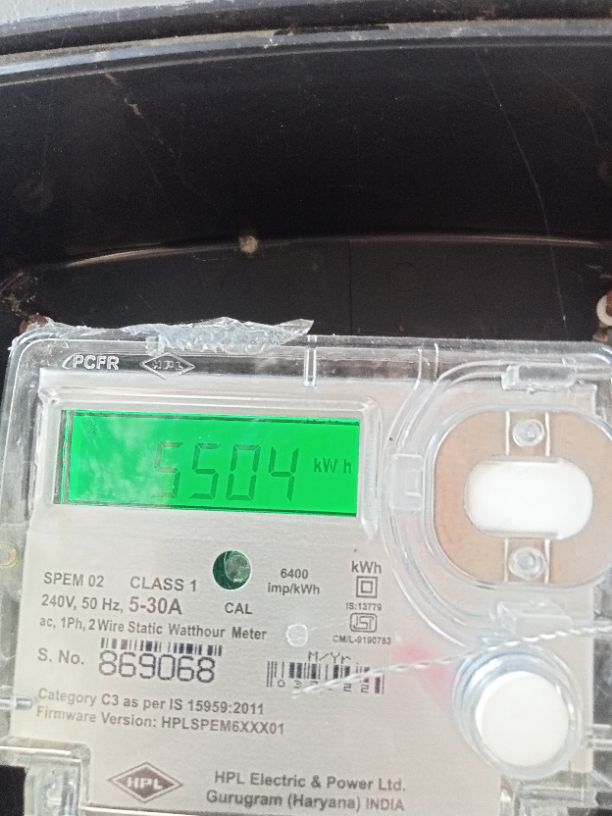 PCFR HPL
5504 kWh
SPEM 02 CLASS 1
240V, 50 Hz, 5-30A
ac, 1Ph, 2 Wire Static Watthour Meter
CAL
6400
imp/kWh
kWh
IS:13779
ISI
CM/L-9190783
S. No. 869068
M/Yr
Category C3 as per IS 15959:2011
Firmware Version: HPLSPEM6XXX01
HPL
HPL Electric & Power Ltd.
Gurugram (Haryana) INDIA